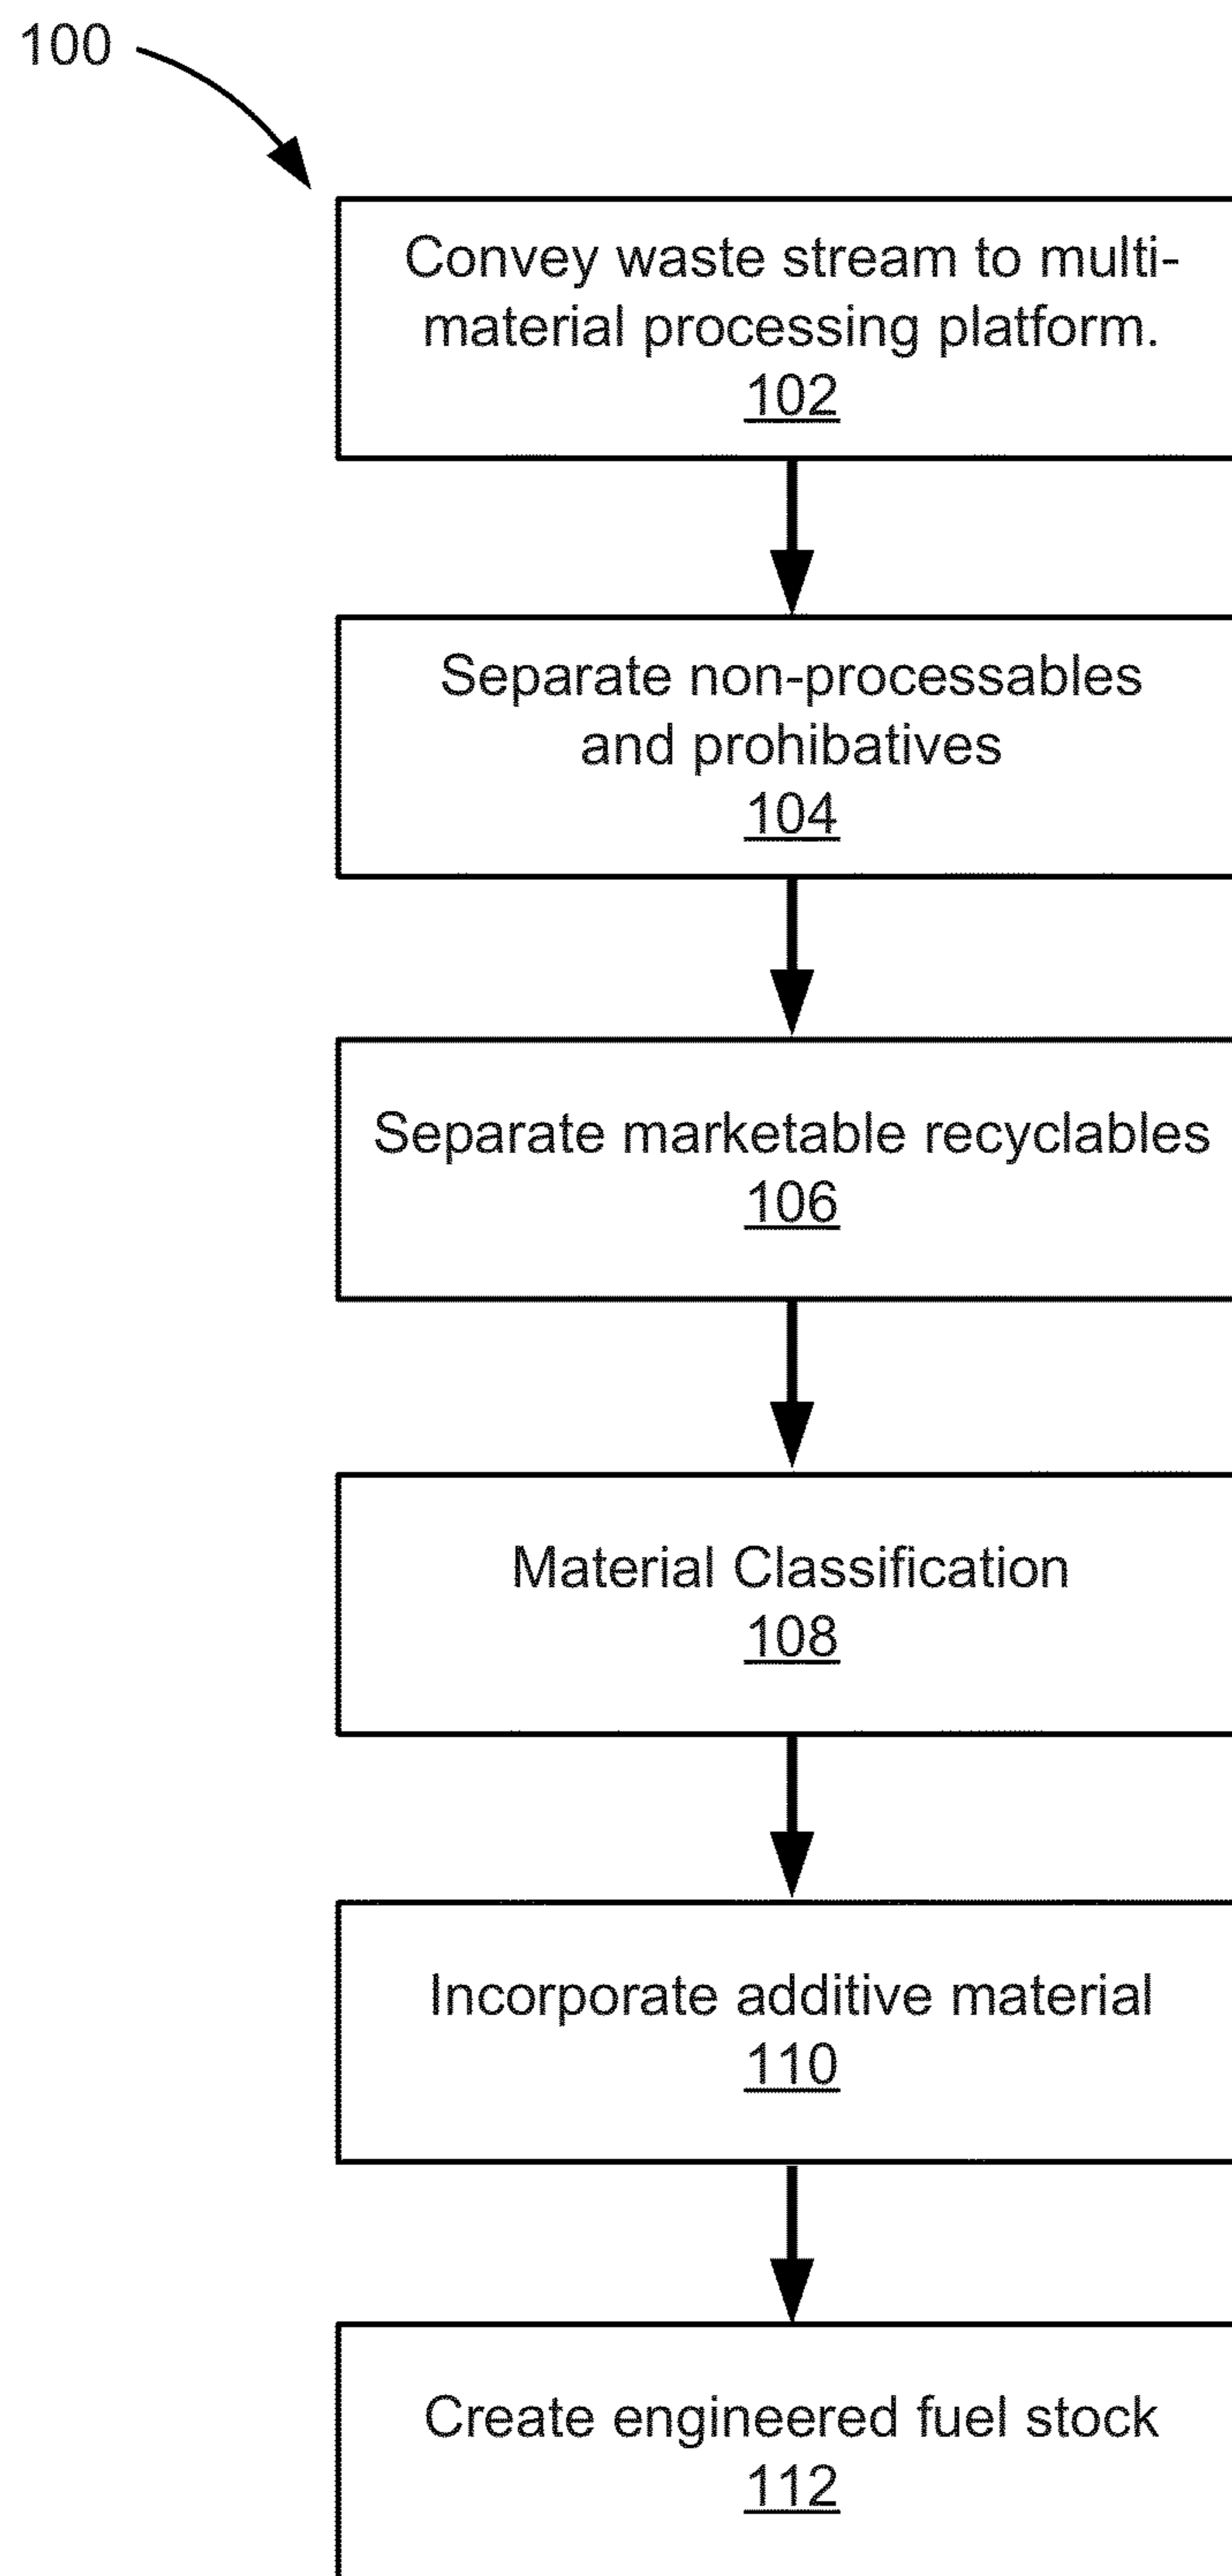 100
Convey waste stream to multi-
material processing platform.
102
Separate non-processables
and prohibatives
104
Separate marketable recyclables
106
Material Classification
108
Incorporate additive material
110
Create engineered fuel stock
112